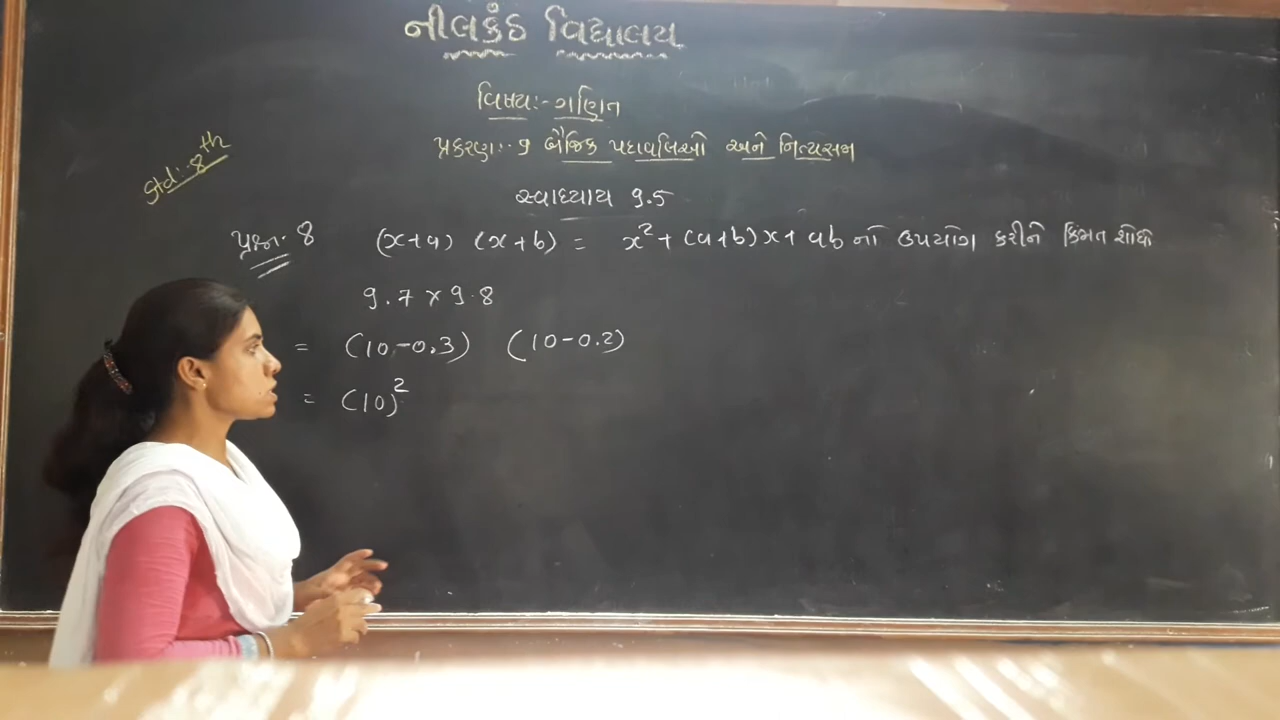 નીલકંઠ વિદ્યાલય
વિષય:- ગણિત
પ્રકરણ:- 9 બૈજિક પદાવલિઓ અને નિત્યસમ
Std:- 8th
સ્વાધ્યાય 9.5
પ્રશ્ન- 8 (x+a) (x+b) = x² + (a+b)x + ab નો ઉપયોગ કરીને કિંમત શોધો
9.7 x 9.8
= (10-0.3) (10-0.2)
= (10)²